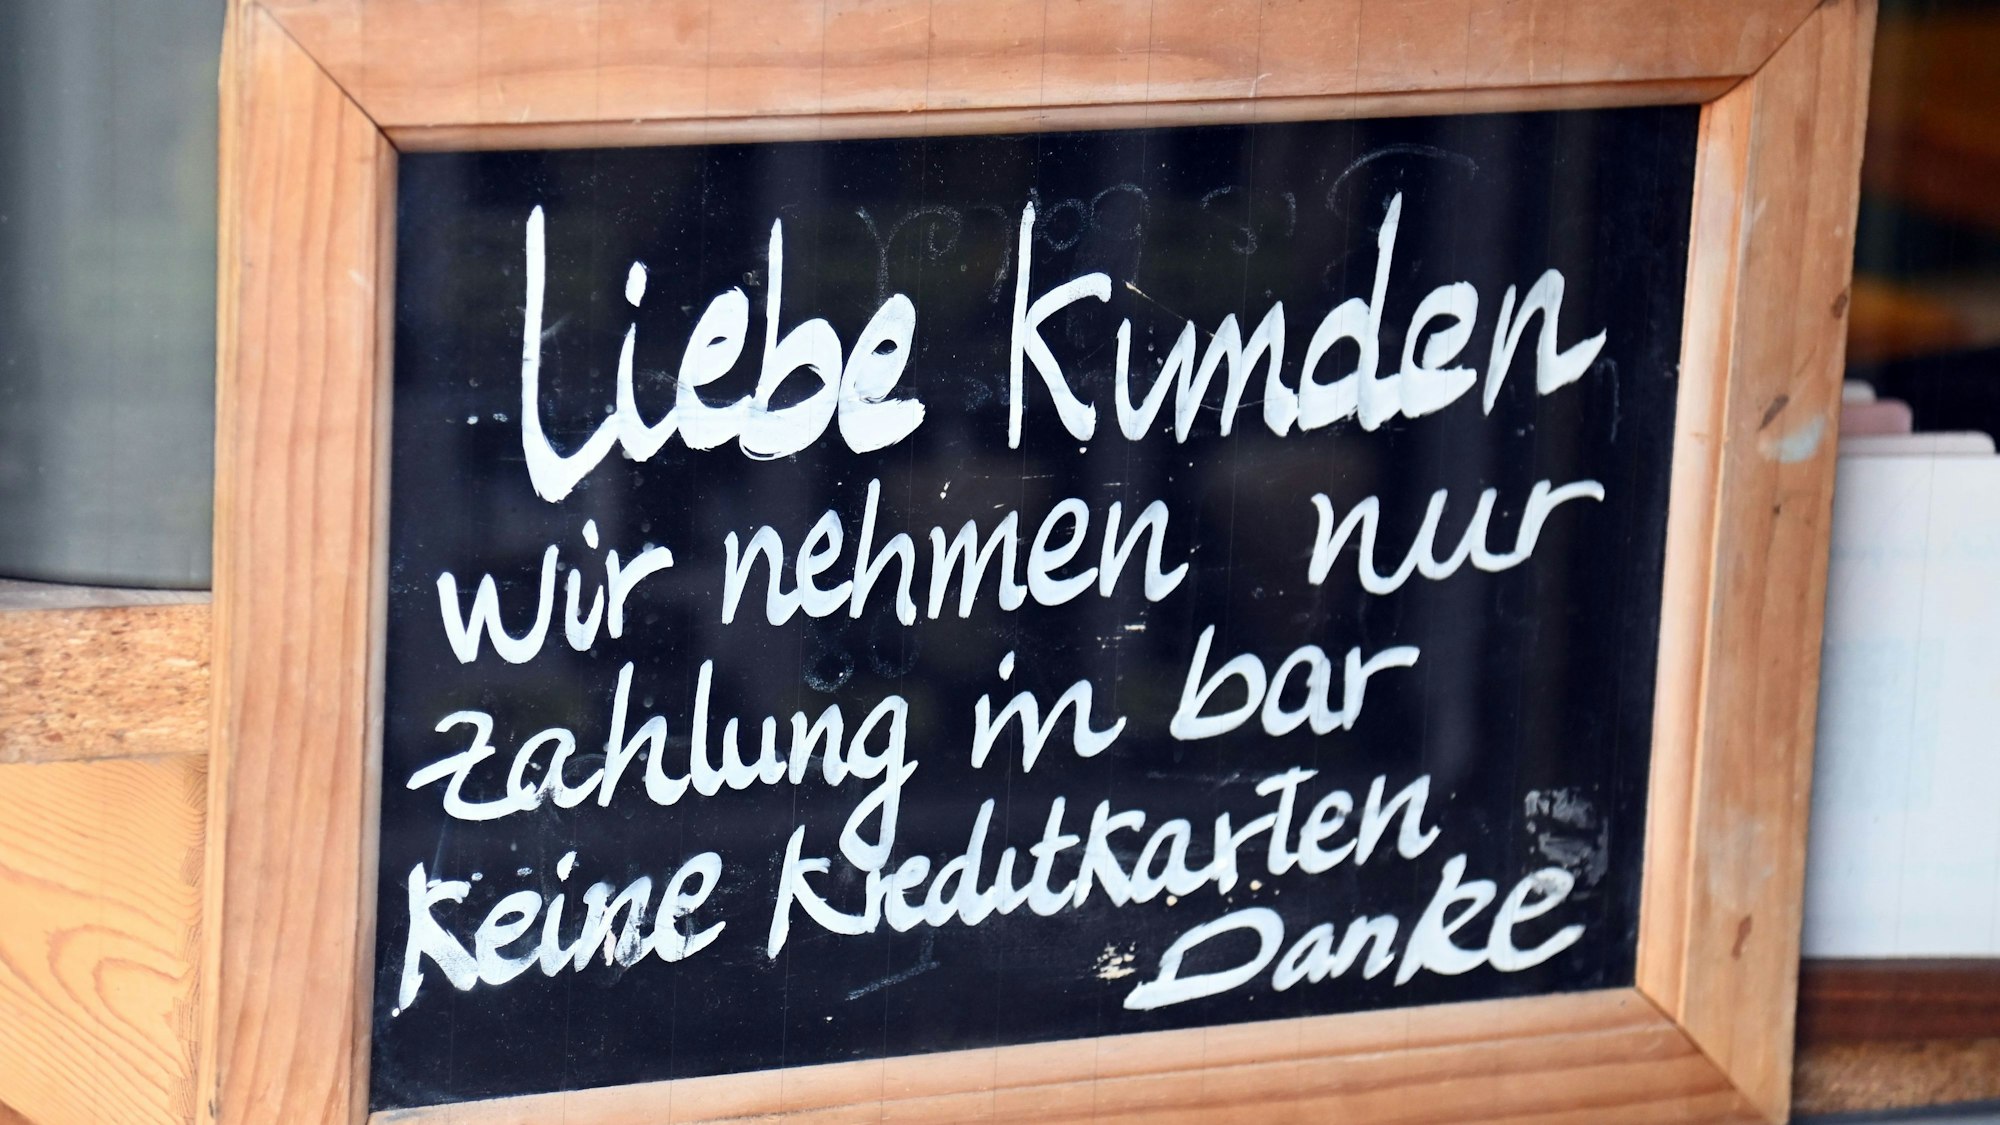 Liebe Kunden
wir nehmen nur
Zahlung in bar
Keine Kreditkarten
Danke